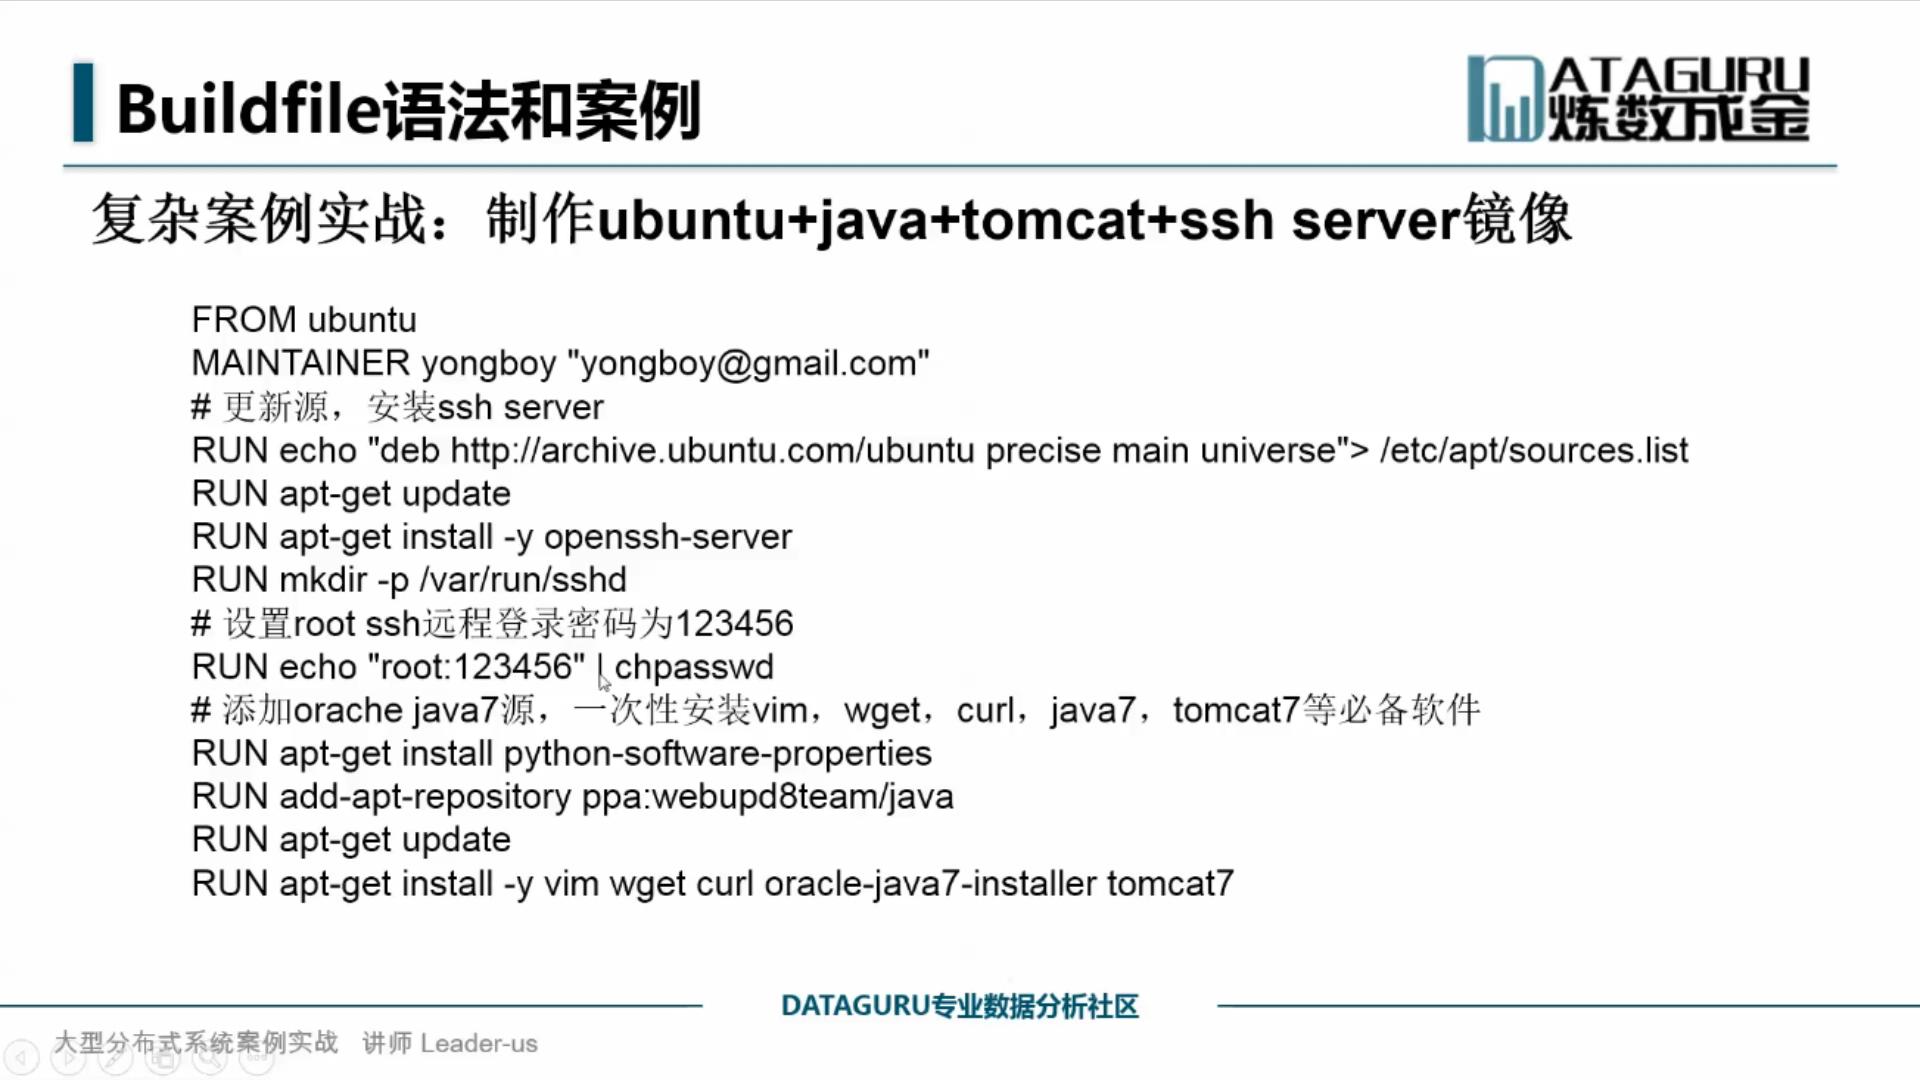 Buildfile语法和案例
DATAGURU
炼数成金
复杂案例实战：制作ubuntu+java+tomcat+ssh server镜像
FROM ubuntu
MAINTAINER yongboy "yongboy@gmail.com"
# 更新源，安装ssh server
RUN echo "deb http://archive.ubuntu.com/ubuntu precise main universe"> /etc/apt/sources.list
RUN apt-get update
RUN apt-get install -y openssh-server
RUN mkdir -p /var/run/sshd
# 设置root ssh远程登录密码为123456
RUN echo "root:123456" | chpasswd
# 添加orache java7源，一次性安装vim，wget，curl，java7，tomcat7等必备软件
RUN apt-get install python-software-properties
RUN add-apt-repository ppa:webupd8team/java
RUN apt-get update
RUN apt-get install -y vim wget curl oracle-java7-installer tomcat7
DATAGURU专业数据分析社区
大型分布式系统案例实战 讲师 Leader-us